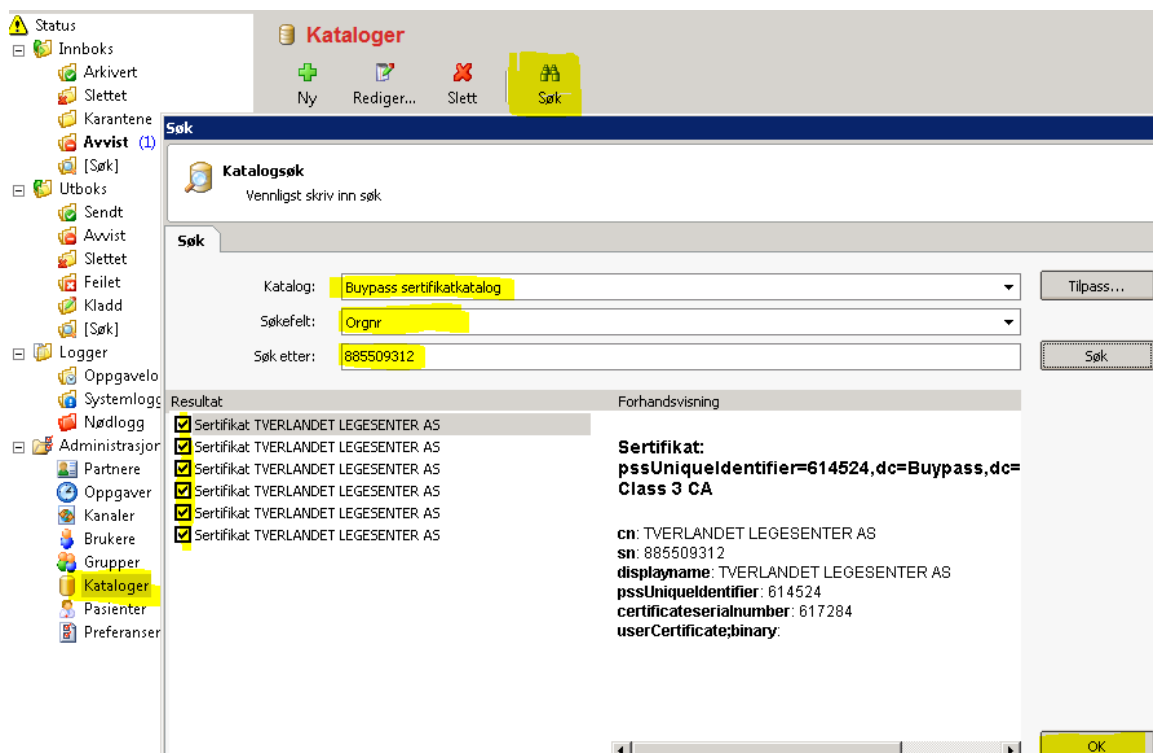 Status
Innboks
Arkivert
Slettet
Karantene
Avvist (1)
[Søk]
Utboks
Sendt
Avvist
Slettet
Feilet
Kladd
[Søk]
Logger
Oppgavelo
Systemlogg
Nødlogg
Administrasjon
Partnere
Oppgaver
Kanaler
Brukere
Grupper
Kataloger
Pasienter
Preferanser
Kataloger
Ny Rediger... Slett Søk
Søk
Katalogsøk
Vennligst skriv inn søk
Søk
Katalog: Buypass sertifikatkatalog Tilpass...
Søkefelt: Orgnr
Søk etter: 885509312 Søk
Resultat
Sertifikat TVERLANDET LEGESENTER AS
Sertifikat TVERLANDET LEGESENTER AS
Sertifikat TVERLANDET LEGESENTER AS
Sertifikat TVERLANDET LEGESENTER AS
Sertifikat TVERLANDET LEGESENTER AS
Sertifikat TVERLANDET LEGESENTER AS
Forhandsvisning
Sertifikat:
pssUniqueIdentifier=614524,dc=Buypass,dc=
Class 3 CA
cn: TVERLANDET LEGESENTER AS
sn: 885509312
displayname: TVERLANDET LEGESENTER AS
pssUniqueIdentifier: 614524
certificateserialnumber: 617284
userCertificate;binary:
OK